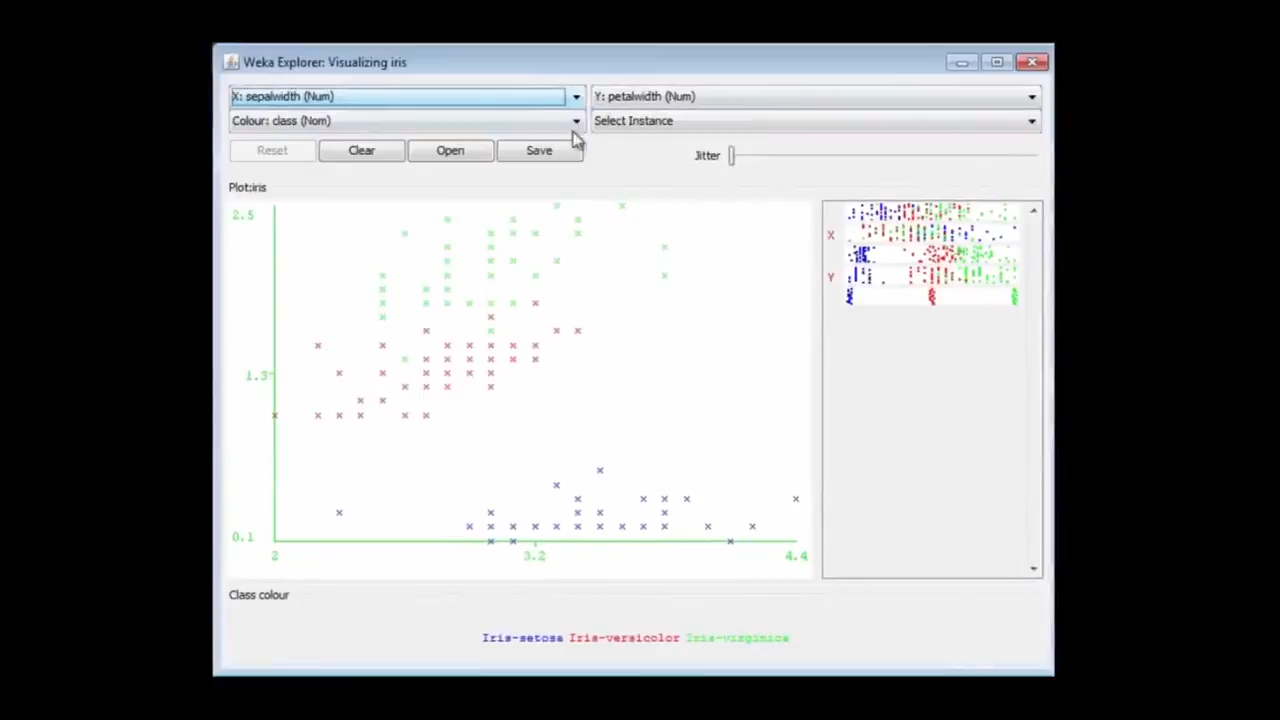 Weka Explorer: Visualizing iris
X: sepalwidth (Num)
Y: petalwidth (Num)
Colour: class (Nom)
Select Instance
Reset
Clear
Open
Save
Jitter
Plot:iris
2.5
1.3
0.1
2
3.2
4.4
X
Y
Class colour
Iris-setosa Iris-versicolor Iris-virginica